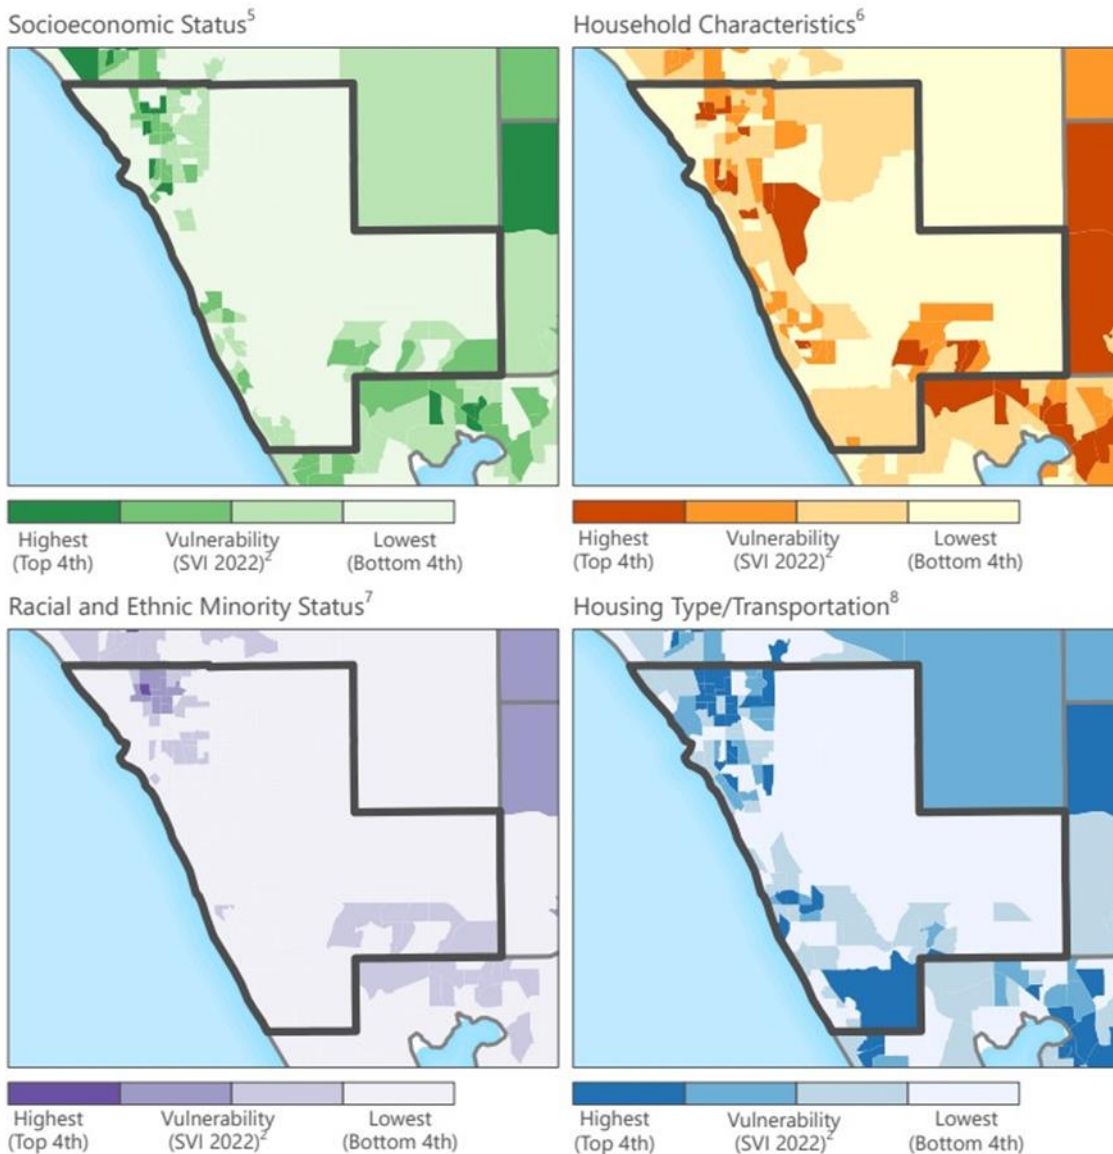 Socioeconomic Status⁵
Household Characteristics⁶
Highest
(Top 4th)
Vulnerability
(SVI 2022)²
Lowest
(Bottom 4th)
Highest
(Top 4th)
Vulnerability
(SVI 2022)²
Lowest
(Bottom 4th)
Racial and Ethnic Minority Status⁷
Housing Type/Transportation⁸
Highest
(Top 4th)
Vulnerability
(SVI 2022)²
Lowest
(Bottom 4th)
Highest
(Top 4th)
Vulnerability
(SVI 2022)²
Lowest
(Bottom 4th)